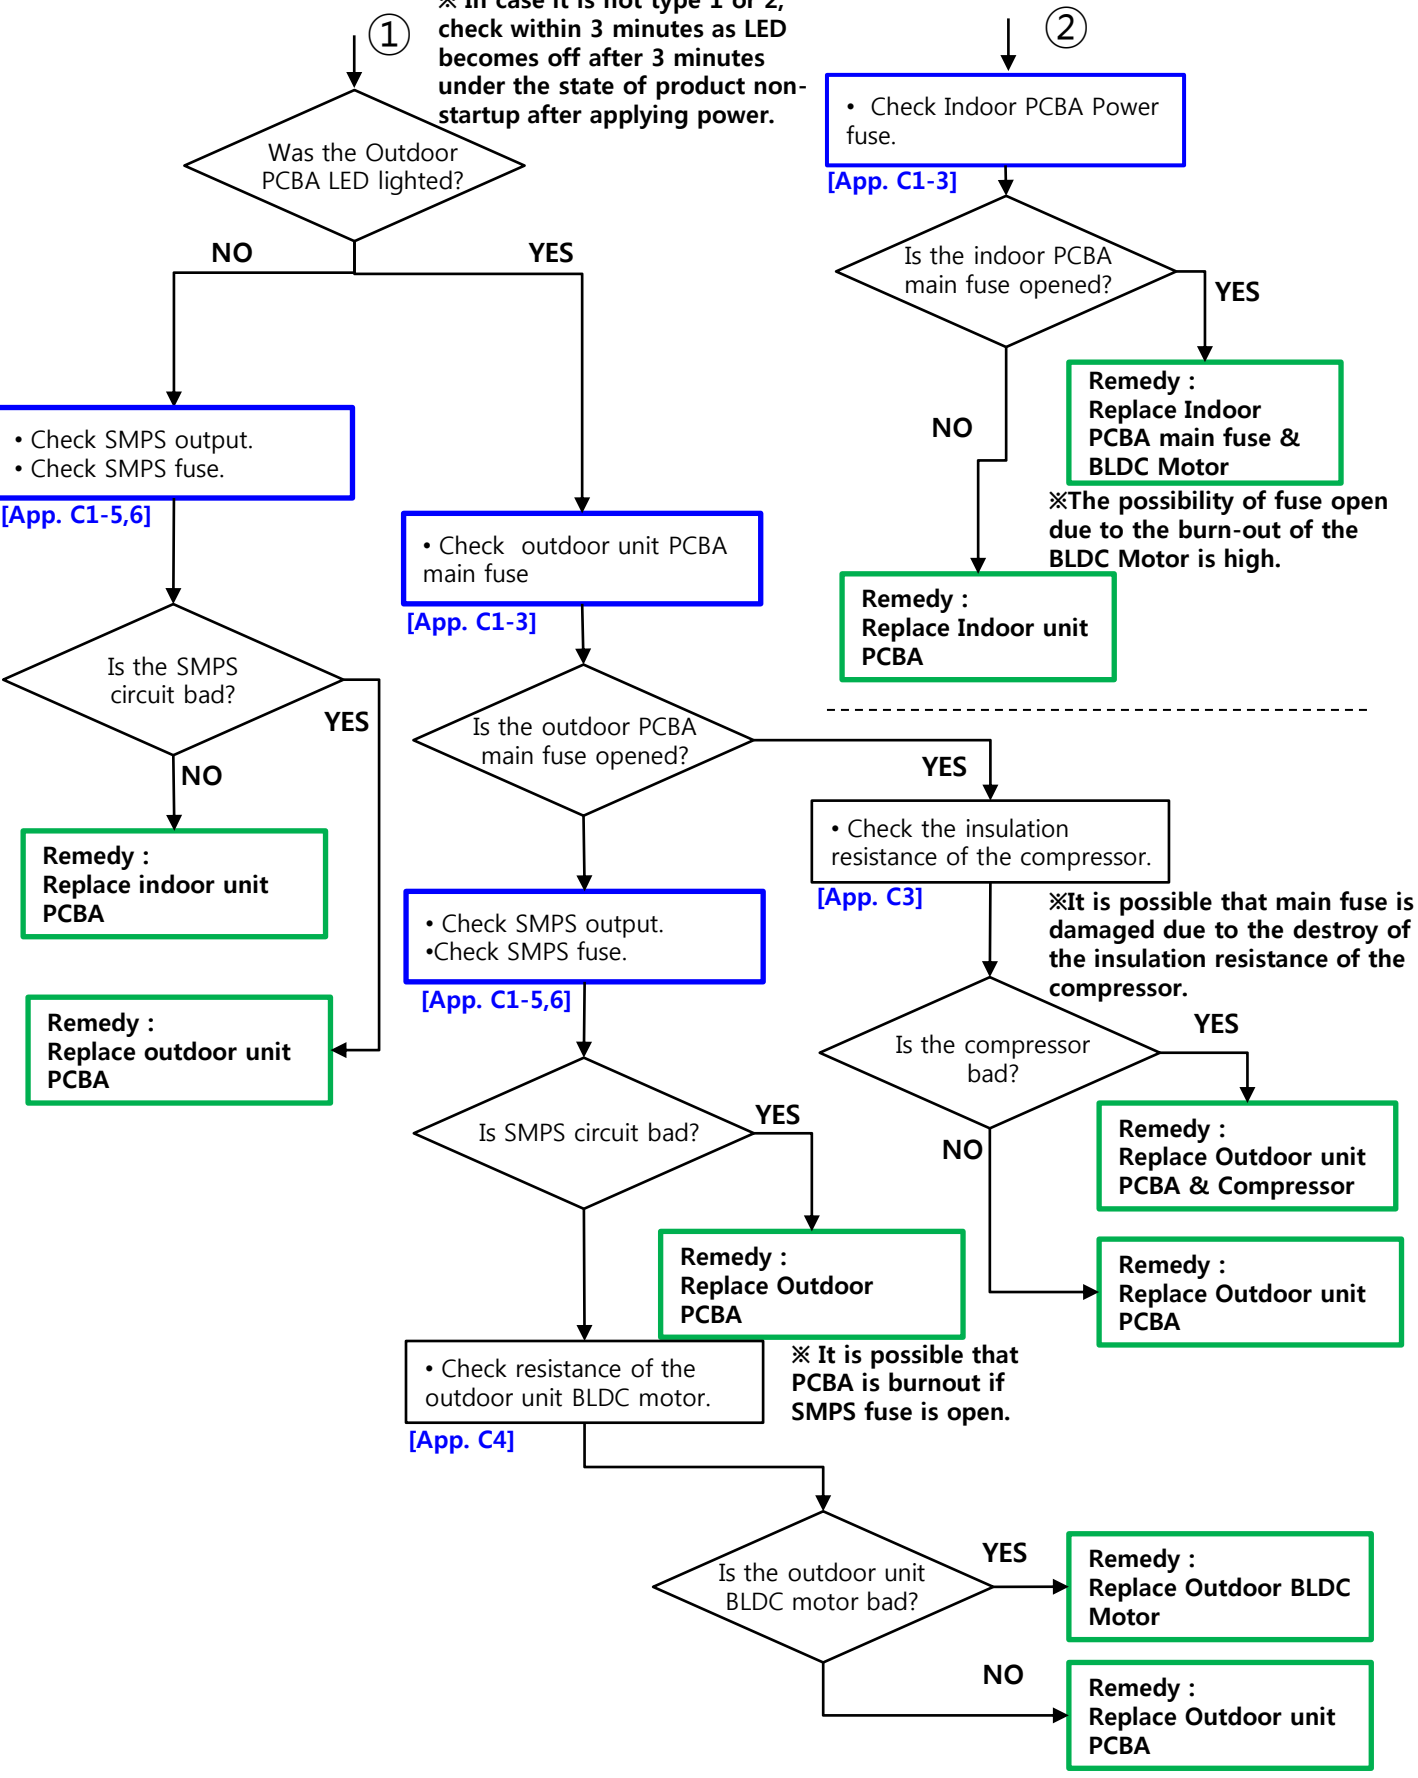 ①
※ In case it is not type 1 or 2,
check within 3 minutes as LED
becomes off after 3 minutes
under the state of product non-
startup after applying power.
Was the Outdoor
PCBA LED lighted?
NO
YES
• Check SMPS output.
• Check SMPS fuse.
[App. C1-5,6]
Is the SMPS
circuit bad?
YES
NO
Remedy :
Replace indoor unit
PCBA
Remedy :
Replace outdoor unit
PCBA
• Check outdoor unit PCBA
main fuse
[App. C1-3]
Is the outdoor PCBA
main fuse opened?
YES
• Check SMPS output.
•Check SMPS fuse.
[App. C1-5,6]
Is SMPS circuit bad?
YES
Remedy :
Replace Outdoor
PCBA
※ It is possible that
PCBA is burnout if
SMPS fuse is open.
• Check resistance of the
outdoor unit BLDC motor.
[App. C4]
Is the outdoor unit
BLDC motor bad?
YES
Remedy :
Replace Outdoor BLDC
Motor
NO
Remedy :
Replace Outdoor unit
PCBA
②
• Check Indoor PCBA Power
fuse.
[App. C1-3]
Is the indoor PCBA
main fuse opened?
YES
Remedy :
Replace Indoor
PCBA main fuse &
BLDC Motor
※The possibility of fuse open
due to the burn-out of the
BLDC Motor is high.
NO
Remedy :
Replace Indoor unit
PCBA
• Check the insulation
resistance of the compressor.
[App. C3]
※It is possible that main fuse is
damaged due to the destroy of
the insulation resistance of the
compressor.
Is the compressor
bad?
YES
Remedy :
Replace Outdoor unit
PCBA & Compressor
NO
Remedy :
Replace Outdoor unit
PCBA